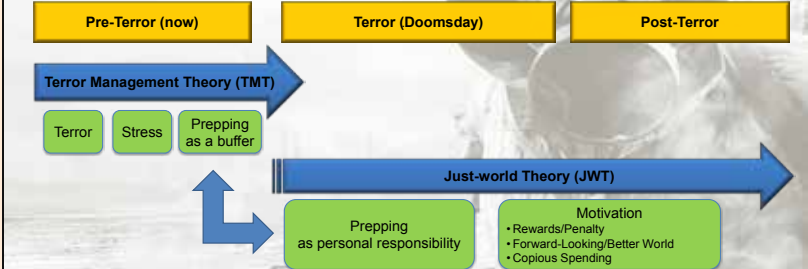 Pre-Terror (now)
Terror (Doomsday)
Post-Terror
Terror Management Theory (TMT)
Terror
Stress
Prepping
as a buffer
Just-world Theory (JWT)
Prepping
as personal responsibility
Motivation
• Rewards/Penalty
• Forward-Looking/Better World
• Copious Spending